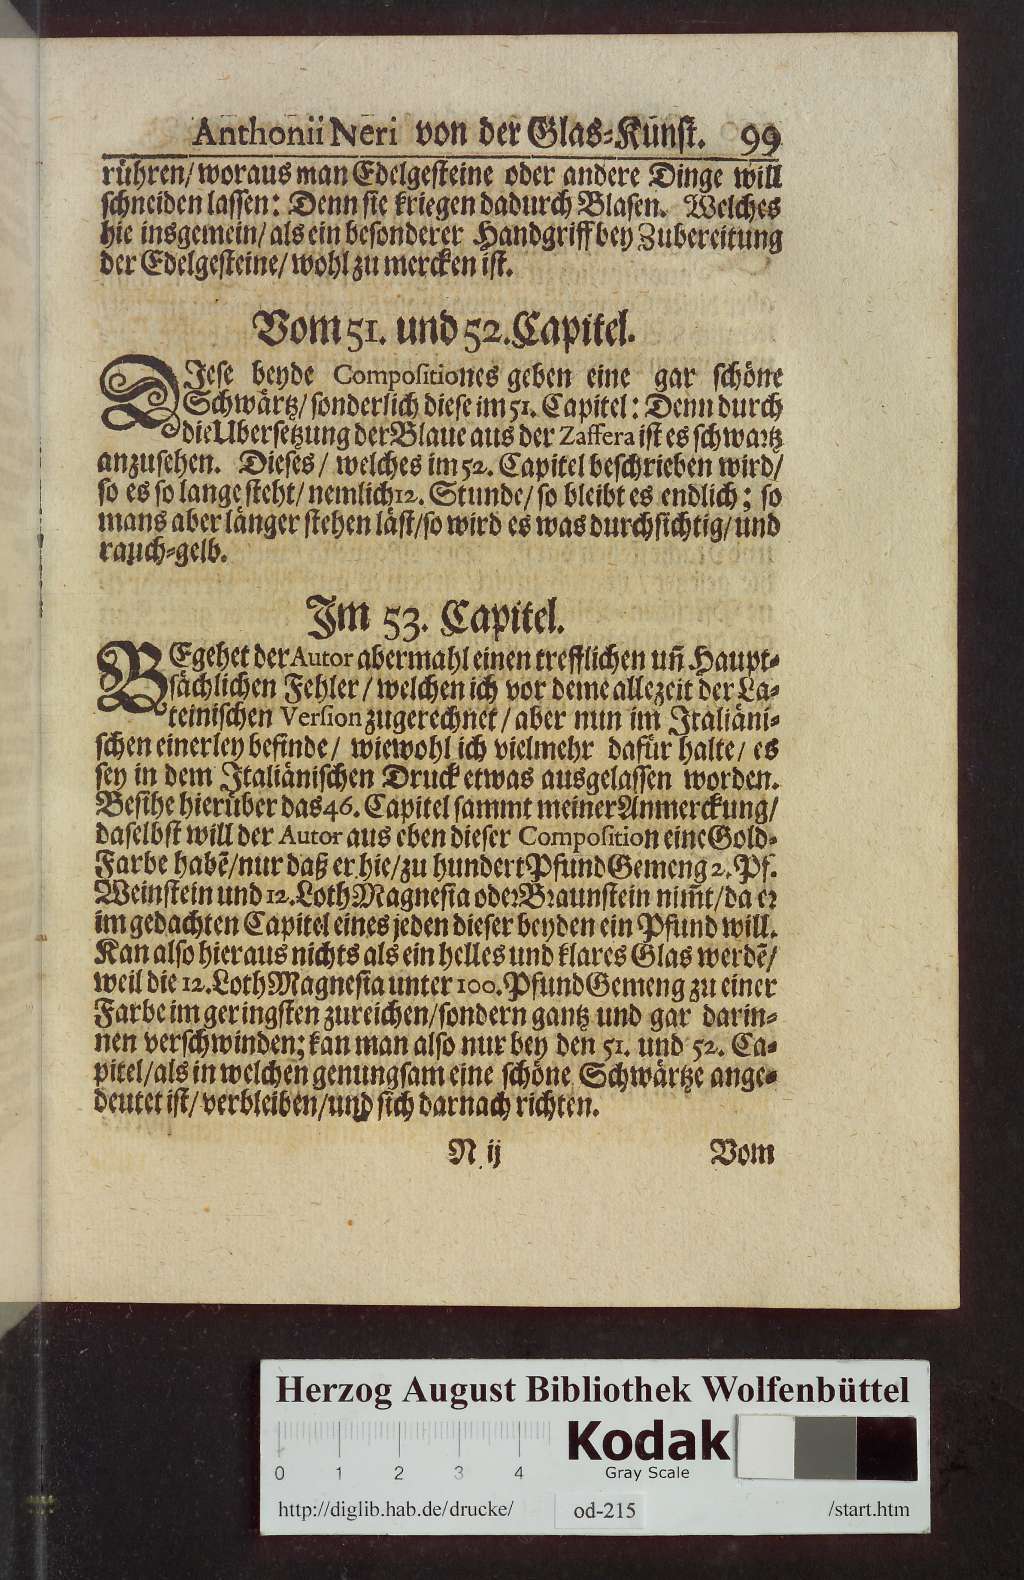 Anthonii Neri von der Glas-Kunst. 99
rühren/ woraus man Edelgesteine oder andere Dinge will
schneiden lassen: Denn sie kriegen dadurch Blasen. Welches
hie insgemein/ als ein besonderer Handgriff bey Zubereitung
der Edelgesteine/ wohl zu mercken ist.
Vom 51. und 52. Capitel.
DIese beyde Compositiones geben eine gar schöne
Schwärtz/ sonderlich diese im 51. Capitel: Denn durch
die Ubersetzung der Blaue aus der Zaffera ist es schwartz
anzusehen. Dieses/ welches im 52. Capitel beschrieben wird/
so es so lange steht/ nemlich 12. Stunde/ so bleibt es endlich; so
mans aber länger stehen läst/ so wird es was durchsichtig/ und
rauch-gelb.
Im 53. Capitel.
BEgehet der Autor abermahl einen trefflichen uñ Haupt-
sächlichen Fehler/ welchen ich vor deme allezeit der La-
teinischen Version zugerechnet/ aber nun im Italiäni-
schen einerley befinde/ wiewohl ich vielmehr dafür halte/ es
sey in dem Italiänischen Druck etwas ausgelassen worden.
Besihe hierüber das 46. Capitel sammt meiner Anmerckung/
daselbst will der Autor aus eben dieser Composition eine Gold-
Farbe habẽ/ nur daß er hie/ zu hundert Pfund Gemeng 2. Pf.
Weinstein und 12. Loth Magnesia oder Braunstein nim̃t/ da er
im gedachten Capitel eines jeden dieser beyden ein Pfund will.
Kan also hieraus nichts als ein helles und klares Glas werdẽ/
weil die 12. Loth Magnesia unter 100. Pfund Gemeng zu einer
Farbe im geringsten zureichen/ sondern gantz und gar darin-
nen verschwinden; kan man also nur bey den 51. und 52. Ca-
pitel/ als in welchen genungsam eine schöne Schwärtze ange-
deutet ist/ verbleiben/ und sich darnach richten.
N ij Vom
Herzog August Bibliothek Wolfenbüttel
0 1 2 3 4
Kodak
Gray Scale
http://diglib.hab.de/drucke/ od-215 /start.htm